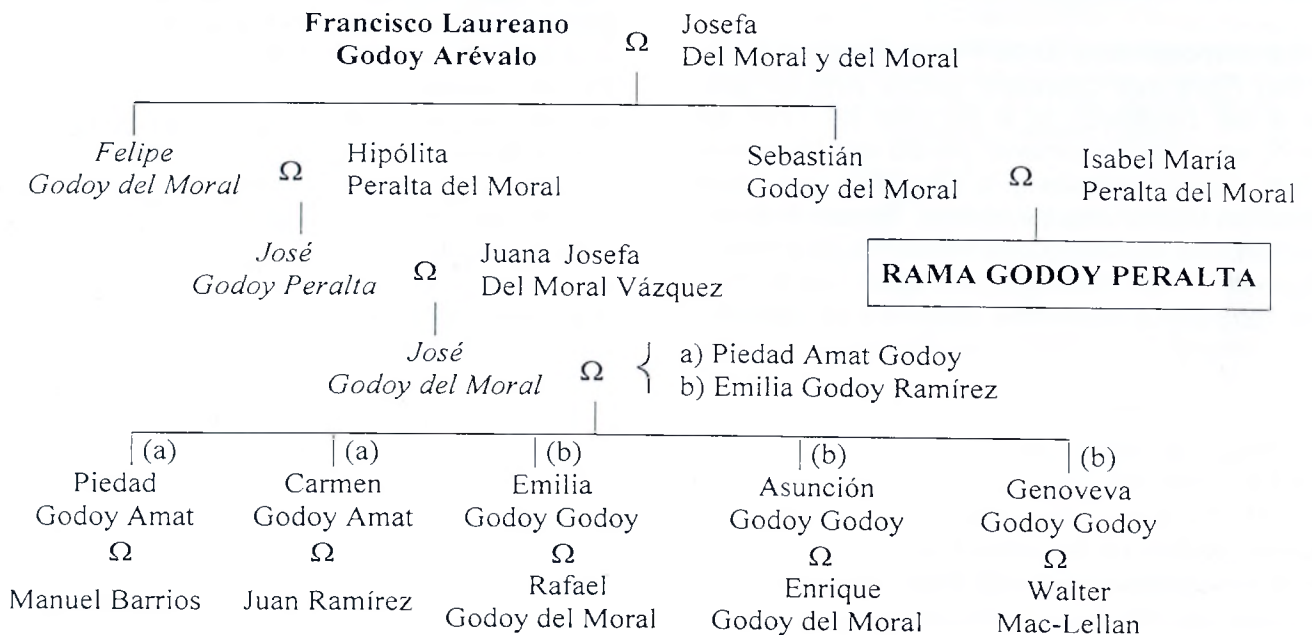 Francisco Laureano Ω Josefa
Godoy Arévalo Del Moral y del Moral
Felipe Ω Hipólita
Godoy del Moral Peralta del Moral
Sebastián Ω Isabel María
Godoy del Moral Peralta del Moral
José Ω Juana Josefa
Godoy Peralta Del Moral Vázquez
RAMA GODOY PERALTA
José Ω { a) Piedad Amat Godoy
Godoy del Moral b) Emilia Godoy Ramírez
(a) (a) (b) (b) (b)
Piedad Carmen Emilia Asunción Genoveva
Godoy Amat Godoy Amat Godoy Godoy Godoy Godoy Godoy Godoy
Ω Ω Ω Ω Ω
Manuel Barrios Juan Ramírez Rafael Enrique Walter
Godoy del Moral Godoy del Moral Mac-Lellan